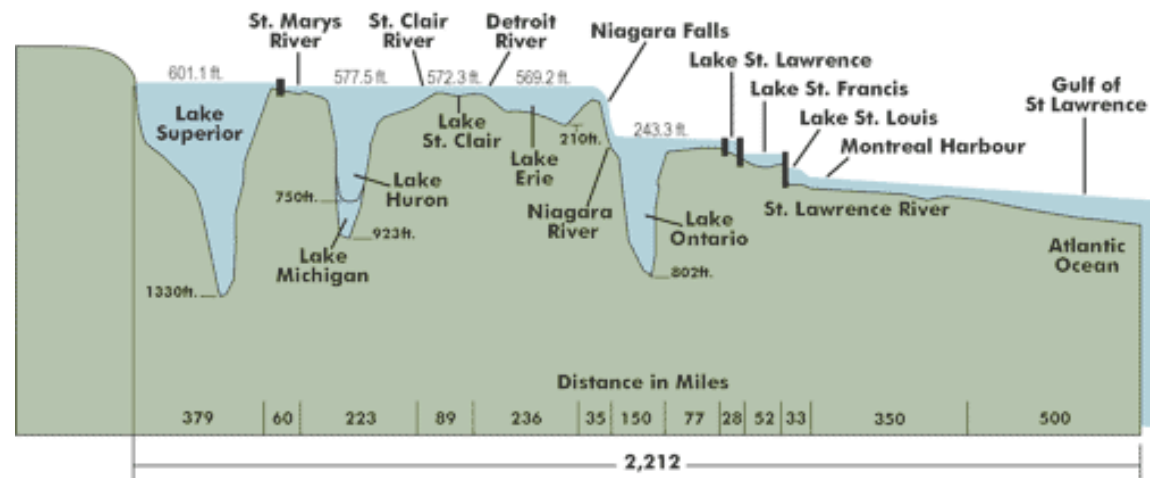 St. Marys
River
St. Clair
River
Detroit
River
Niagara Falls
Lake St. Lawrence
Lake St. Francis
Lake St. Louis
Montreal Harbour
Gulf of
St Lawrence
601.1 ft.
577.5 ft.
572.3 ft.
569.2 ft.
243.3 ft.
Lake
Superior
Lake
St. Clair
Lake
Erie
210ft.
Lake
Huron
750ft.
923ft.
Lake
Michigan
1330ft.
Niagara
River
Lake
Ontario
802ft.
St. Lawrence River
Atlantic
Ocean
Distance in Miles
379 60 223 89 236 35 150 77 28 52 33 350 500
2,212